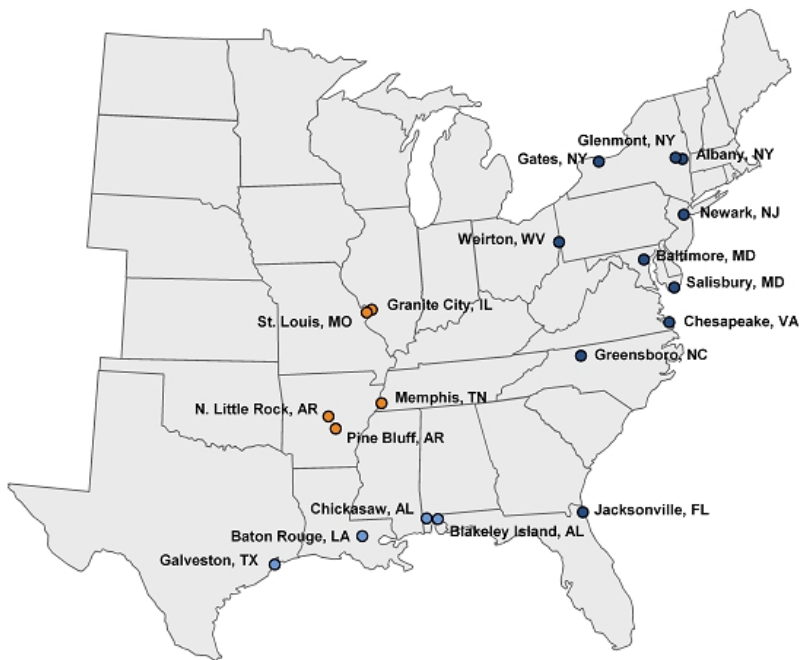 Glenmont, NY
Gates, NY
Albany, NY
Newark, NJ
Weirton, WV
Baltimore, MD
Salisbury, MD
Granite City, IL
St. Louis, MO
Chesapeake, VA
Greensboro, NC
Memphis, TN
N. Little Rock, AR
Pine Bluff, AR
Chickasaw, AL
Jacksonville, FL
Blakeley Island, AL
Baton Rouge, LA
Galveston, TX